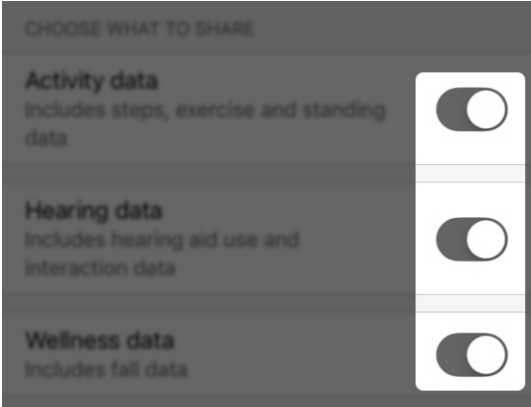 CHOOSE WHAT TO SHARE
Activity data
Includes steps, exercise and standing
data
Hearing data
Includes hearing aid use and
interaction data
Wellness data
Includes fall data